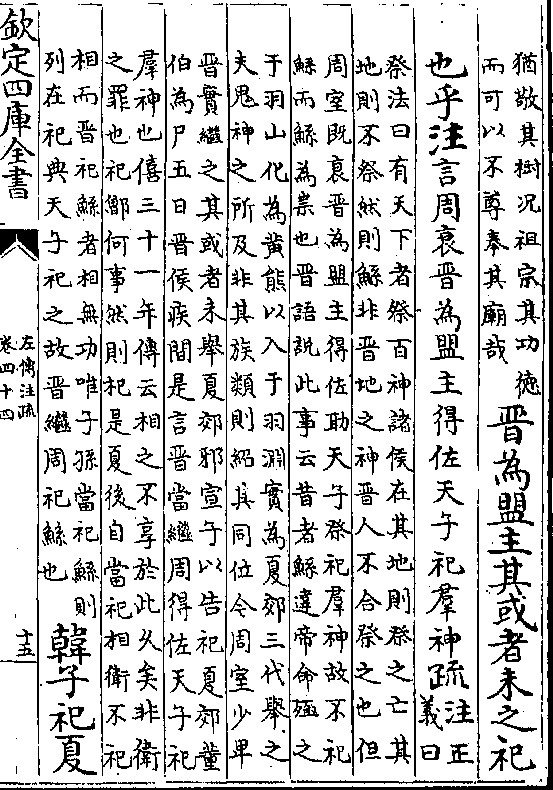 猶敬其樹况祖宗其功德
而可以不尊奉其廟哉
晉為盟主其或者未之祀
也乎注言周衰晉為盟主得佐天子祀羣神疏
注正
義曰
祭法曰有天下者祭百神諸侯在其地則祭之亡其
地則不祭然則鯀非晉地之神晉人不合祭之也但
周室既衰晉為盟主得佐助天子祭祀羣神故不祀
鯀而鯀為祟也晉語說此事云昔者鯀違帝命殛之
于羽山化為黄熊以入于羽淵實為夏郊三代舉之
夫鬼神之所及非其族類則紹其同位今周室少卑
晉實繼之其或者未舉夏郊邪宣子以告祀夏郊董
伯為尸五日晉侯疾間是言晉當繼周得佐天子祀
羣神也僖三十一年傳云相之不享於此久矣非衛
之罪也祀鄫何事然則杞是夏後自當祀相衛不祀
相而晉祀鯀者相無功唯子孫當祀鯀則
列在祀典天子祀之故晉繼周祀鯀也
韓子祀夏
欽定四庫全書
左傳注疏
卷四十四
十五